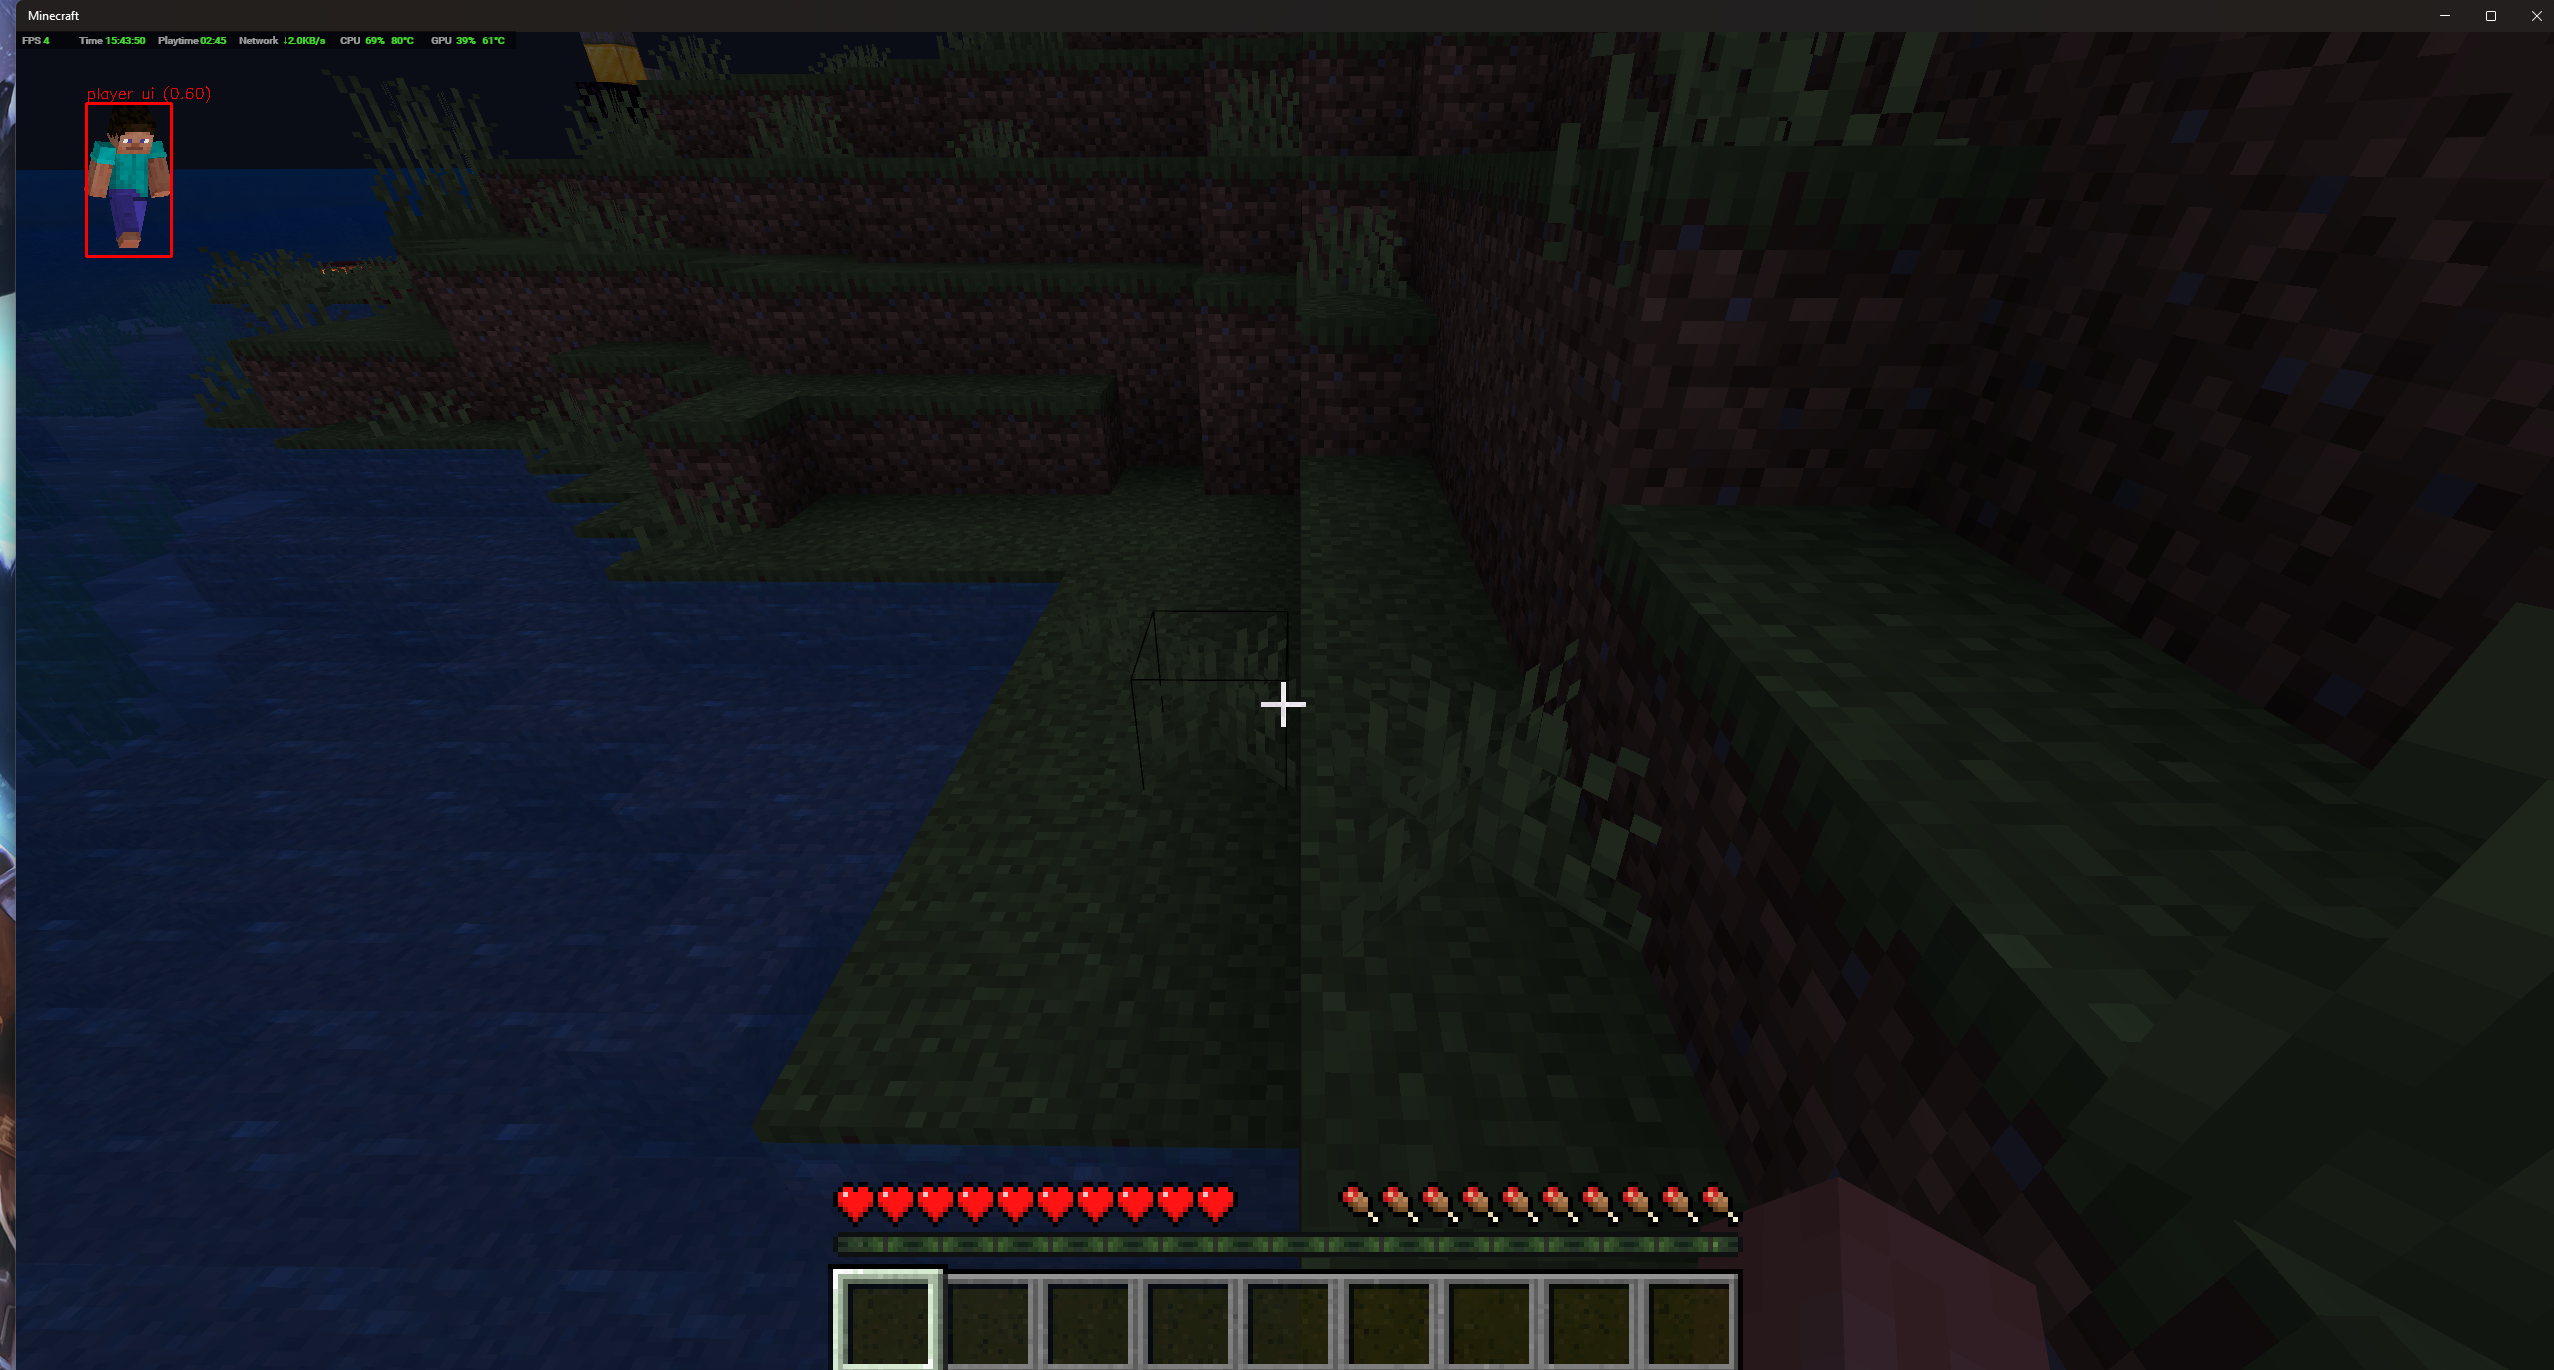 Minecraft
FPS 4 Time 15:43:50 Playtime 02:45 Network ↓2.0KB/s CPU 69% 80°C GPU 39% 61°C
player_ui (0.60)